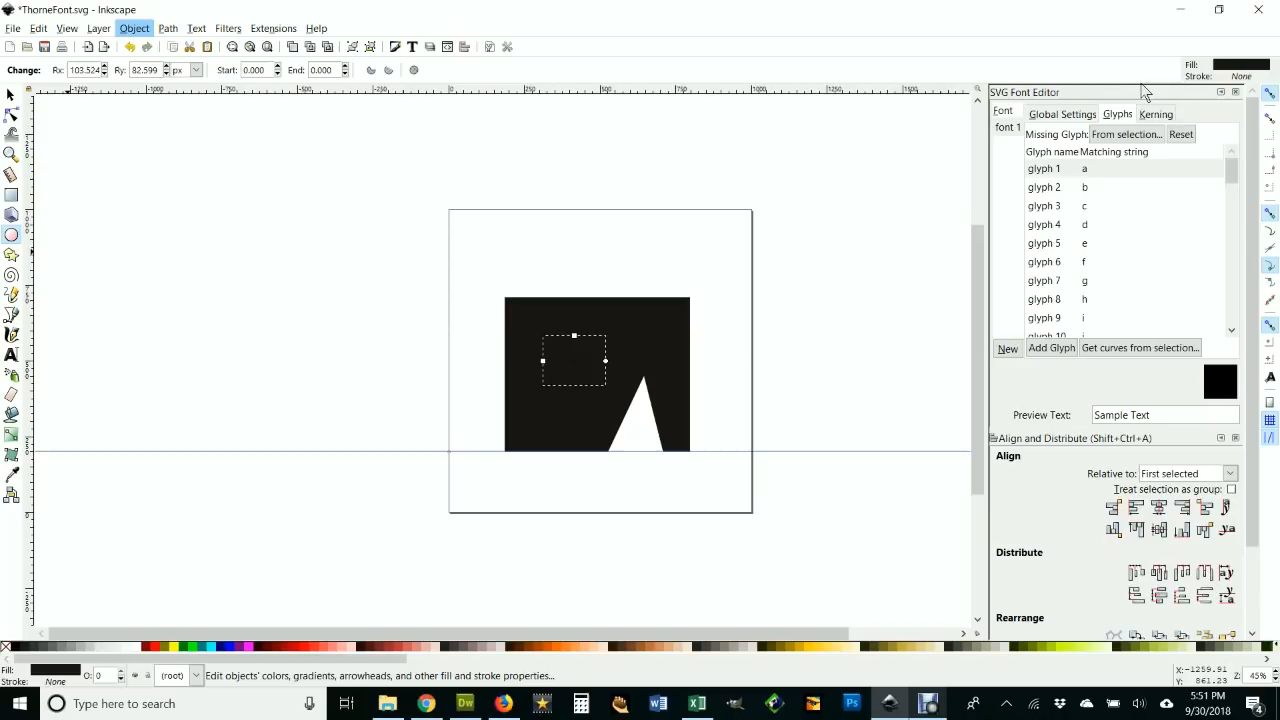 *ThorneFont.svg - Inkscape
File Edit View Layer Object Path Text Filters Extensions Help
Change: Rx: 103.524 Ry: 82.599 px Start: 0.000 End: 0.000
Fill:
Stroke: None
SVG Font Editor
Font Global Settings Glyphs Kerning
font 1 Missing Glyph: From selection... Reset
Glyph name Matching string
glyph 1 a
glyph 2 b
glyph 3 c
glyph 4 d
glyph 5 e
glyph 6 f
glyph 7 g
glyph 8 h
glyph 9 i
glyph 10 j
New Add Glyph Get curves from selection...
Preview Text: Sample Text
Align and Distribute (Shift+Ctrl+A)
Align
Relative to: First selected
Treat selection as group:
Distribute
Rearrange
Fill: O: 0 (root) Edit objects' colors, gradients, arrowheads, and other fill and stroke properties...
Stroke: None
X: -1259.91
Y: 861.23
Z: 45%
Type here to search
5:51 PM
9/30/2018